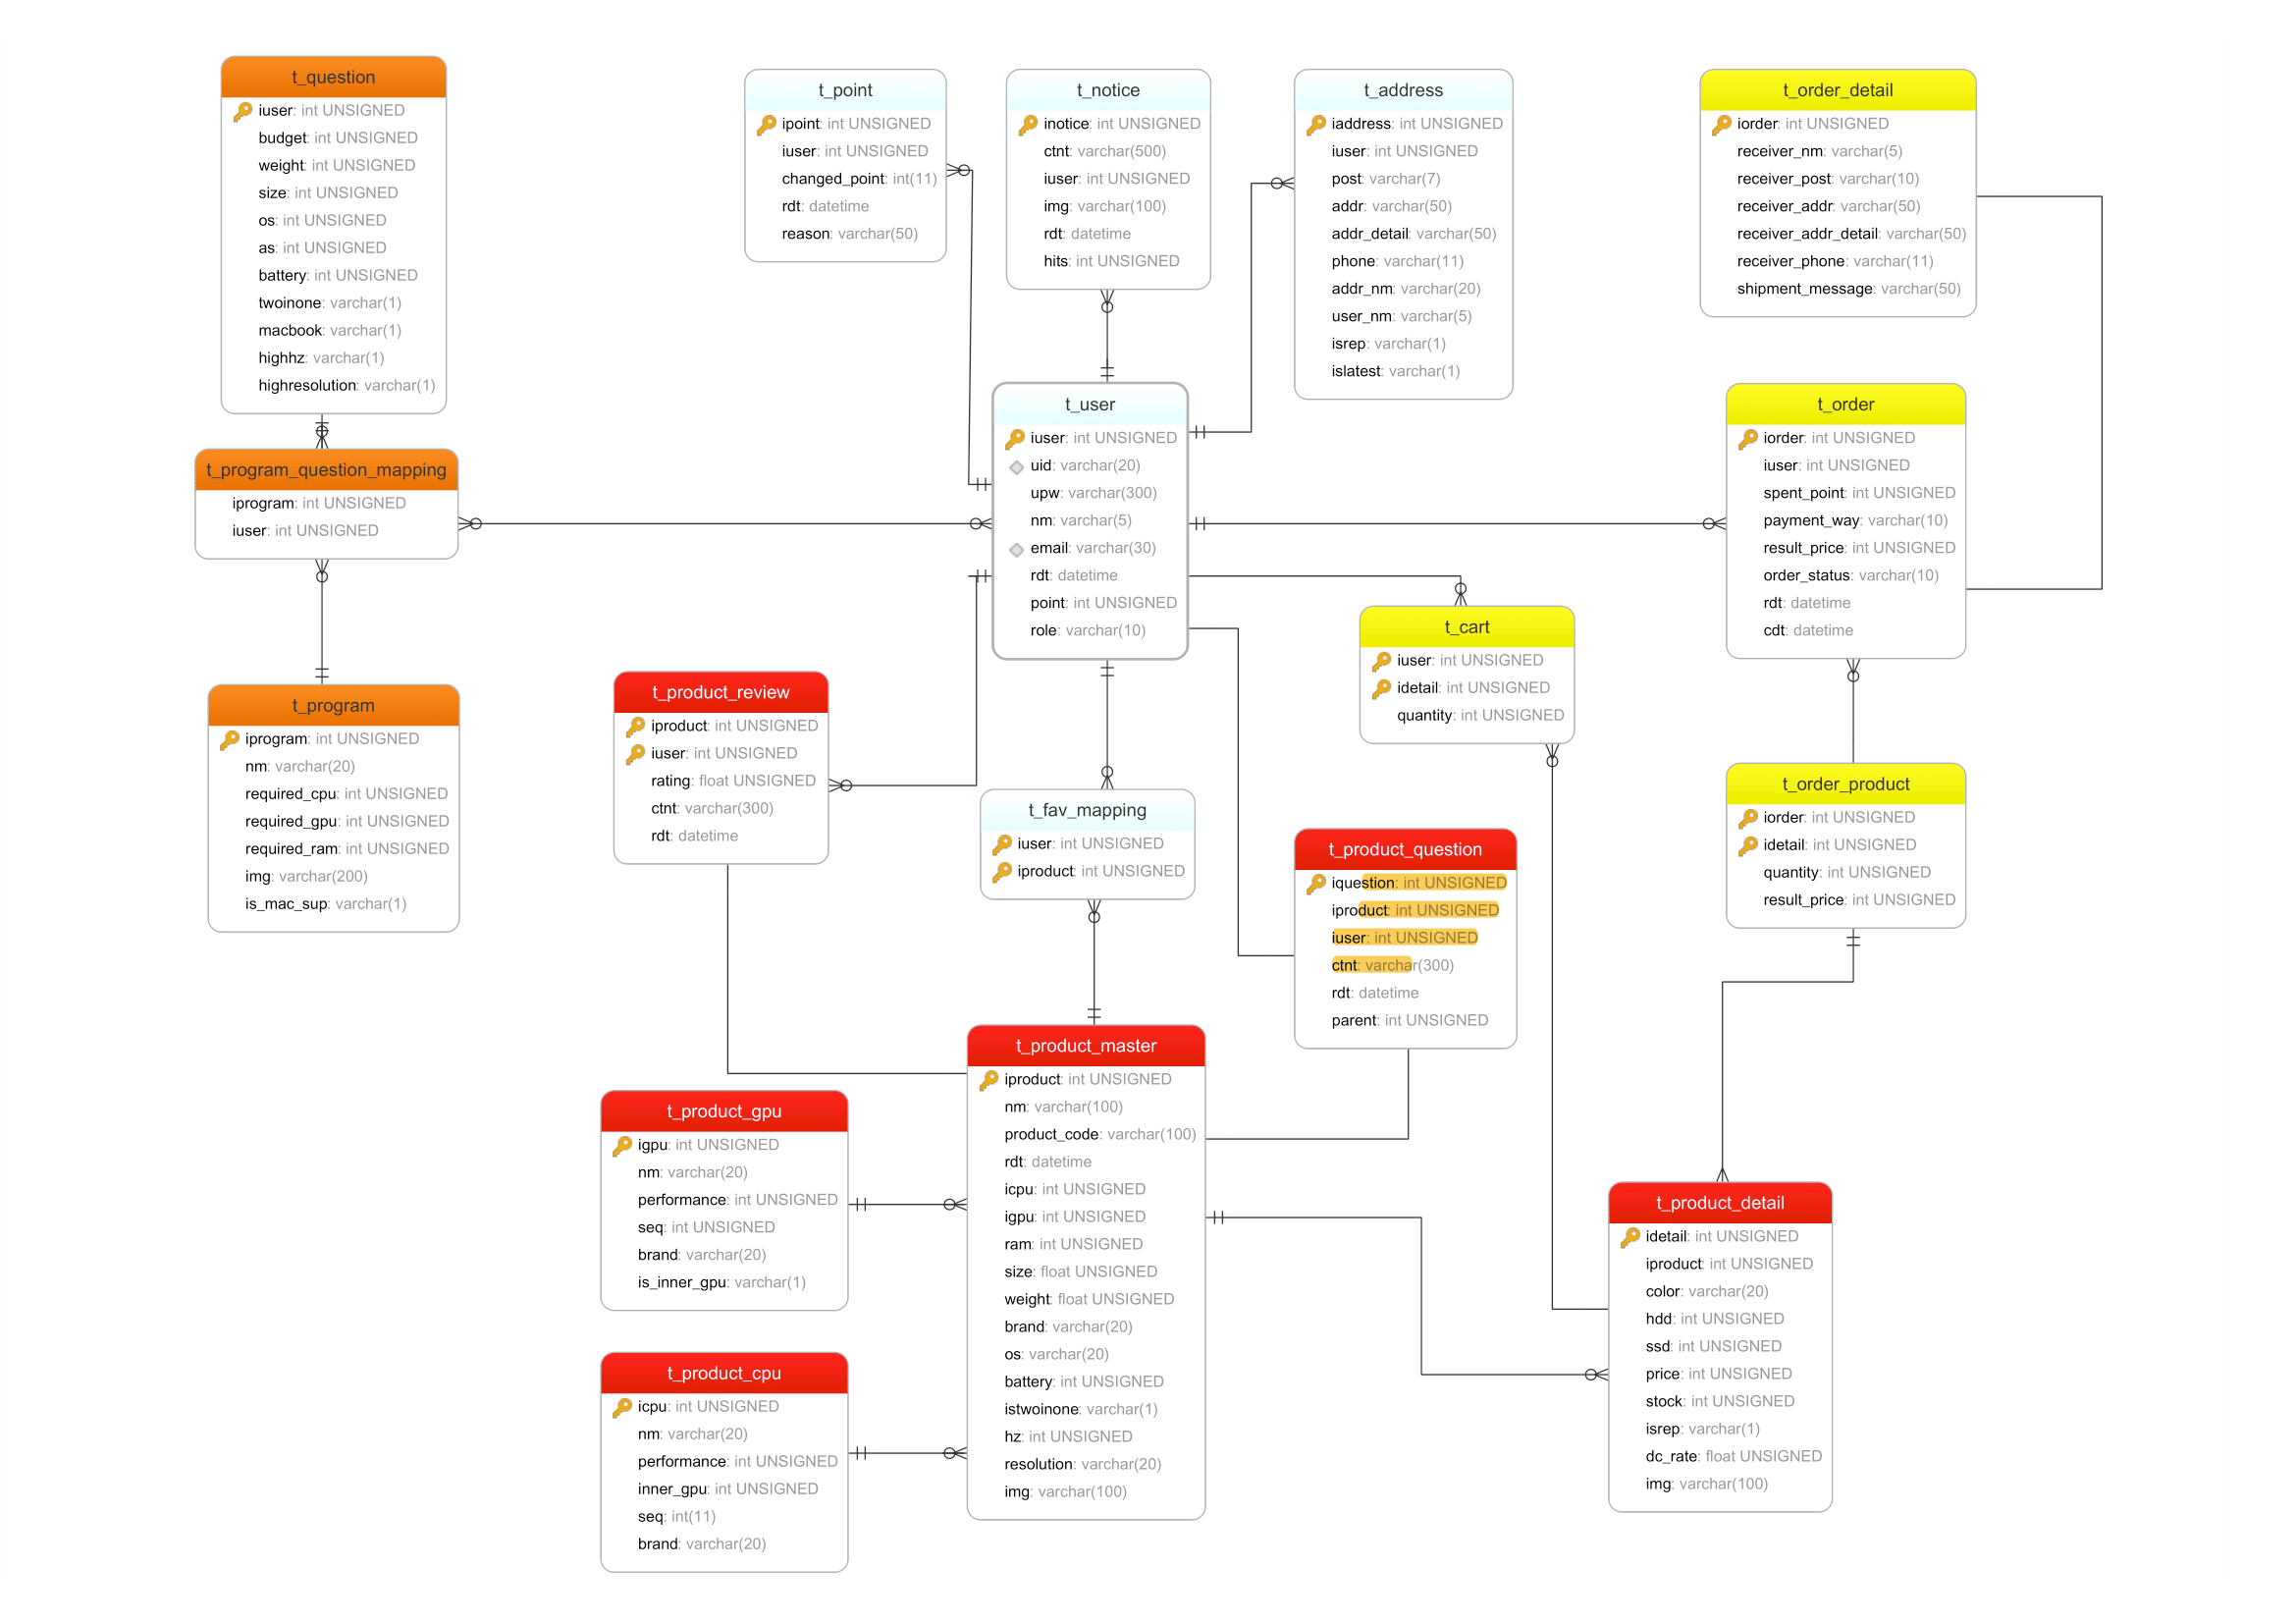 t_question
iuser: int UNSIGNED
budget: int UNSIGNED
weight: int UNSIGNED
size: int UNSIGNED
os: int UNSIGNED
as: int UNSIGNED
battery: int UNSIGNED
twoinone: varchar(1)
macbook: varchar(1)
highhz: varchar(1)
highresolution: varchar(1)
t_point
ipoint: int UNSIGNED
iuser: int UNSIGNED
changed_point: int(11)
rdt: datetime
reason: varchar(50)
t_notice
inotice: int UNSIGNED
ctnt: varchar(500)
iuser: int UNSIGNED
img: varchar(100)
rdt: datetime
hits: int UNSIGNED
t_address
iaddress: int UNSIGNED
iuser: int UNSIGNED
post: varchar(7)
addr: varchar(50)
addr_detail: varchar(50)
phone: varchar(11)
addr_nm: varchar(20)
user_nm: varchar(5)
isrep: varchar(1)
islatest: varchar(1)
t_order_detail
iorder: int UNSIGNED
receiver_nm: varchar(5)
receiver_post: varchar(10)
receiver_addr: varchar(50)
receiver_addr_detail: varchar(50)
receiver_phone: varchar(11)
shipment_message: varchar(50)
t_program_question_mapping
iprogram: int UNSIGNED
iuser: int UNSIGNED
t_user
iuser: int UNSIGNED
uid: varchar(20)
upw: varchar(300)
nm: varchar(5)
email: varchar(30)
rdt: datetime
point: int UNSIGNED
role: varchar(10)
t_order
iorder: int UNSIGNED
iuser: int UNSIGNED
spent_point: int UNSIGNED
payment_way: varchar(10)
result_price: int UNSIGNED
order_status: varchar(10)
rdt: datetime
cdt: datetime
t_cart
iuser: int UNSIGNED
idetail: int UNSIGNED
quantity: int UNSIGNED
t_program
iprogram: int UNSIGNED
nm: varchar(20)
required_cpu: int UNSIGNED
required_gpu: int UNSIGNED
required_ram: int UNSIGNED
img: varchar(200)
is_mac_sup: varchar(1)
t_product_review
iproduct: int UNSIGNED
iuser: int UNSIGNED
rating: float UNSIGNED
ctnt: varchar(300)
rdt: datetime
t_fav_mapping
iuser: int UNSIGNED
iproduct: int UNSIGNED
t_product_question
iquestion: int UNSIGNED
iproduct: int UNSIGNED
iuser: int UNSIGNED
ctnt: varchar(300)
rdt: datetime
parent: int UNSIGNED
t_order_product
iorder: int UNSIGNED
idetail: int UNSIGNED
quantity: int UNSIGNED
result_price: int UNSIGNED
t_product_master
iproduct: int UNSIGNED
nm: varchar(100)
product_code: varchar(100)
rdt: datetime
icpu: int UNSIGNED
igpu: int UNSIGNED
ram: int UNSIGNED
size: float UNSIGNED
weight: float UNSIGNED
brand: varchar(20)
os: varchar(20)
battery: int UNSIGNED
istwoinone: varchar(1)
hz: int UNSIGNED
resolution: varchar(20)
img: varchar(100)
t_product_gpu
igpu: int UNSIGNED
nm: varchar(20)
performance: int UNSIGNED
seq: int UNSIGNED
brand: varchar(20)
is_inner_gpu: varchar(1)
t_product_cpu
icpu: int UNSIGNED
nm: varchar(20)
performance: int UNSIGNED
inner_gpu: int UNSIGNED
seq: int(11)
brand: varchar(20)
t_product_detail
idetail: int UNSIGNED
iproduct: int UNSIGNED
color: varchar(20)
hdd: int UNSIGNED
ssd: int UNSIGNED
price: int UNSIGNED
stock: int UNSIGNED
isrep: varchar(1)
dc_rate: float UNSIGNED
img: varchar(100)